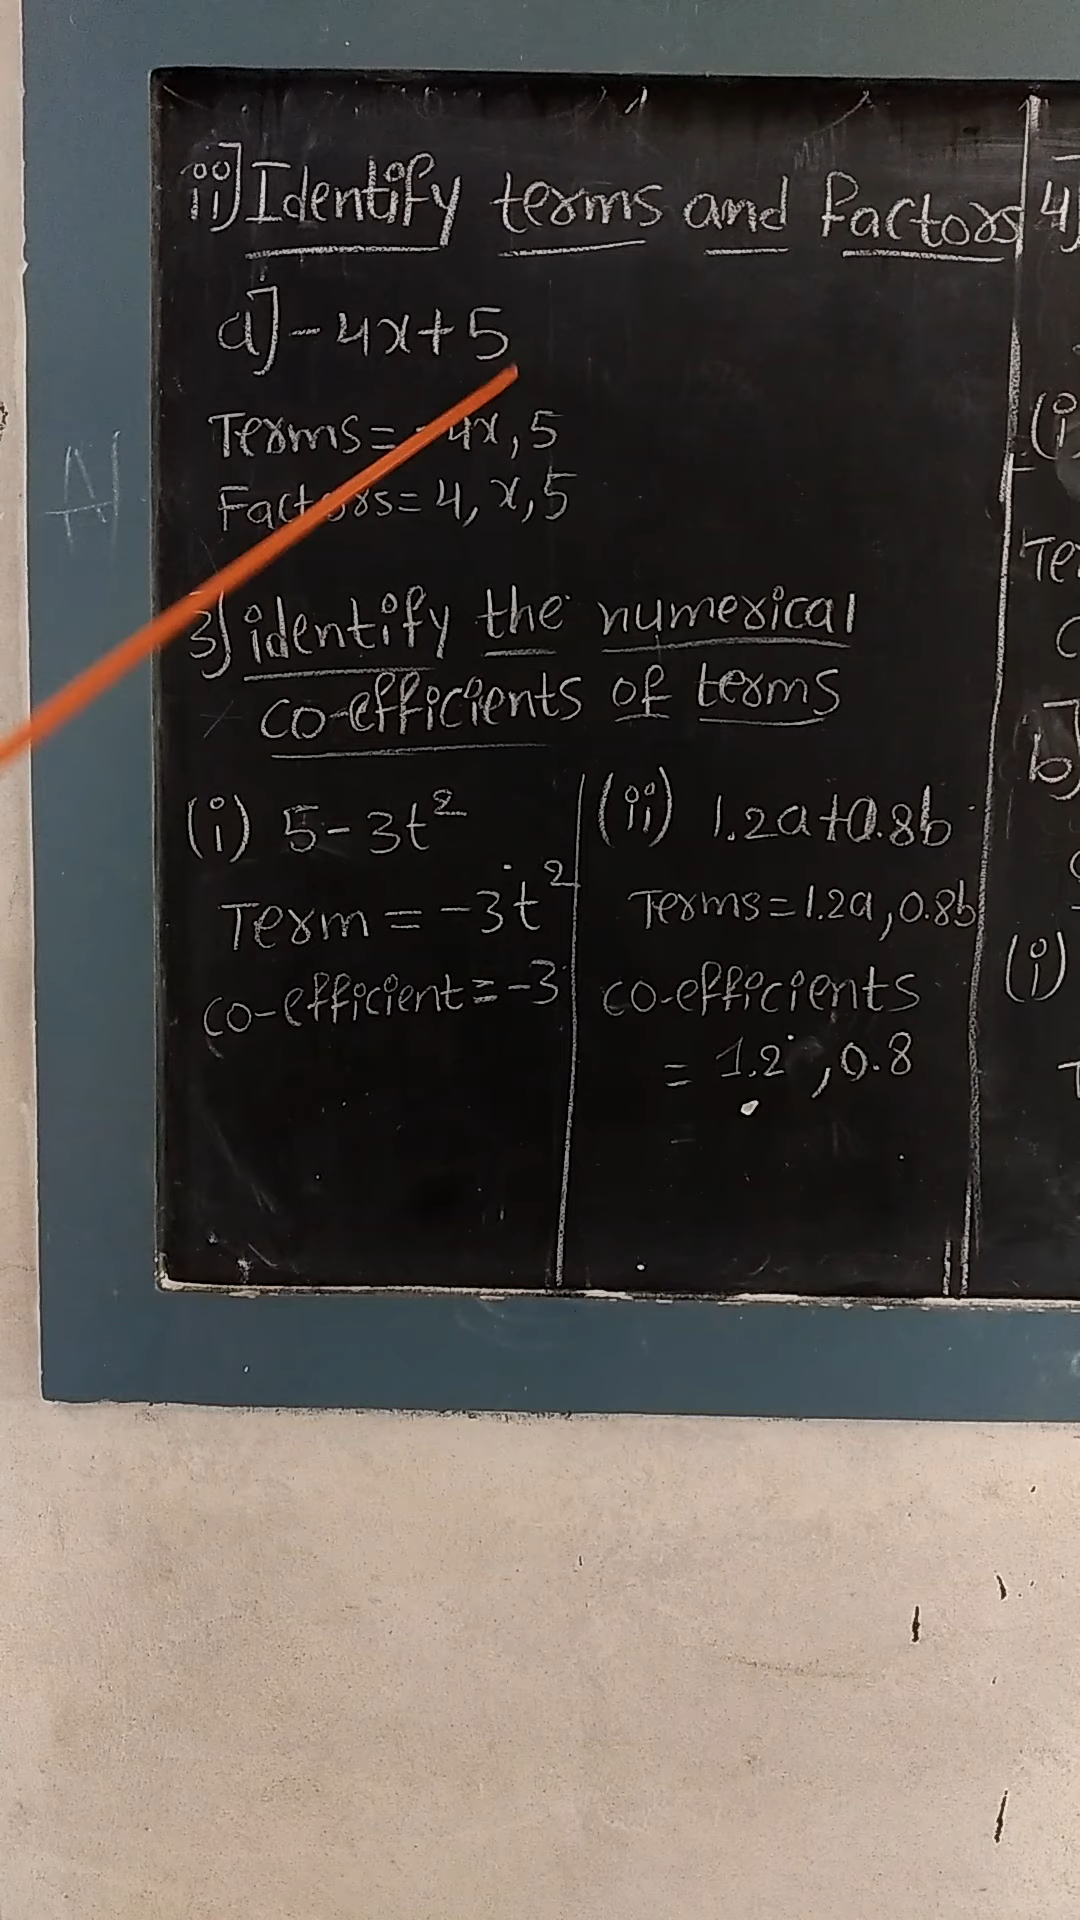 ii] Identify terms and factors
a] -4x+5
Terms = -4x, 5
Factors = 4, x, 5
3] identify the numerical
co-efficients of terms
(i) 5-3t²
Term = -3t²
co-efficient = -3
(ii) 1.2a+0.8b
Terms = 1.2a, 0.8b
co-efficients
= 1.2, 0.8
4]
(i)
b]
(i)